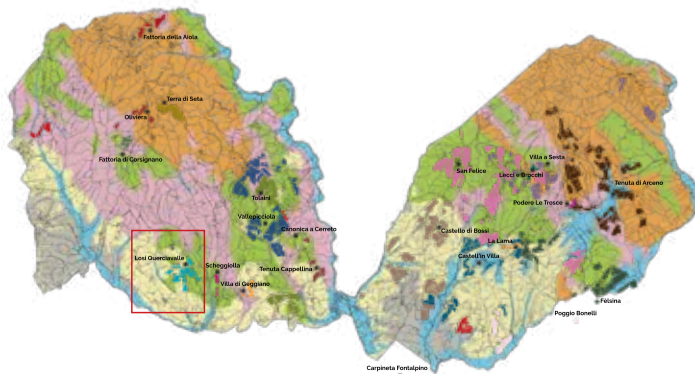 Fattoria della Aiola
Terra di Seta
Oliviera
Fattoria di Corsignano
Tolaini
Vallepicciola
Canonica a Cerreto
Losi Querciavalle
Scheggiolla
Tenuta Cappellina
Villa di Geggiano
San Felice
Villa a Sesta
Lecci e Brocchi
Tenuta di Arceno
Podere Le Trosce
Castello di Bossi
La Lama
Castell'in Villa
Felsina
Poggio Bonelli
Carpineta Fontalpino